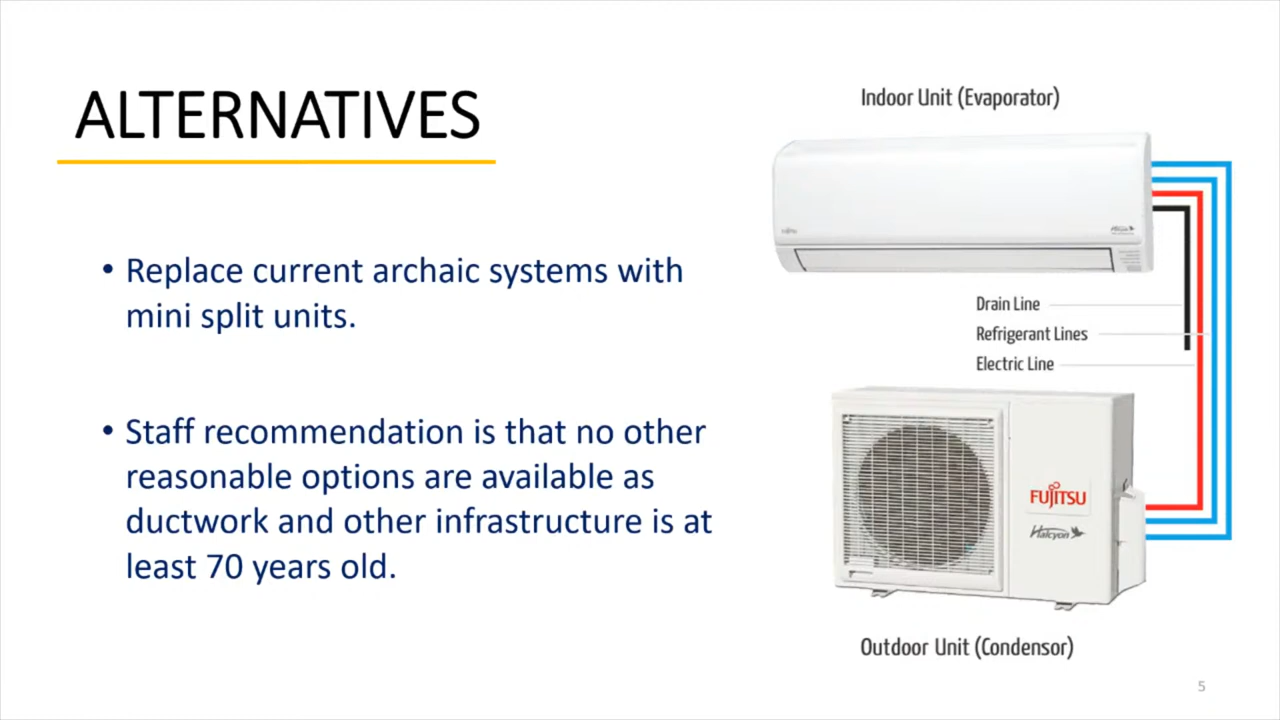 ALTERNATIVES
• Replace current archaic systems with
mini split units.
• Staff recommendation is that no other
reasonable options are available as
ductwork and other infrastructure is at
least 70 years old.
Indoor Unit (Evaporator)
Drain Line
Refrigerant Lines
Electric Line
FUJITSU
Halcyon
Outdoor Unit (Condensor)
5